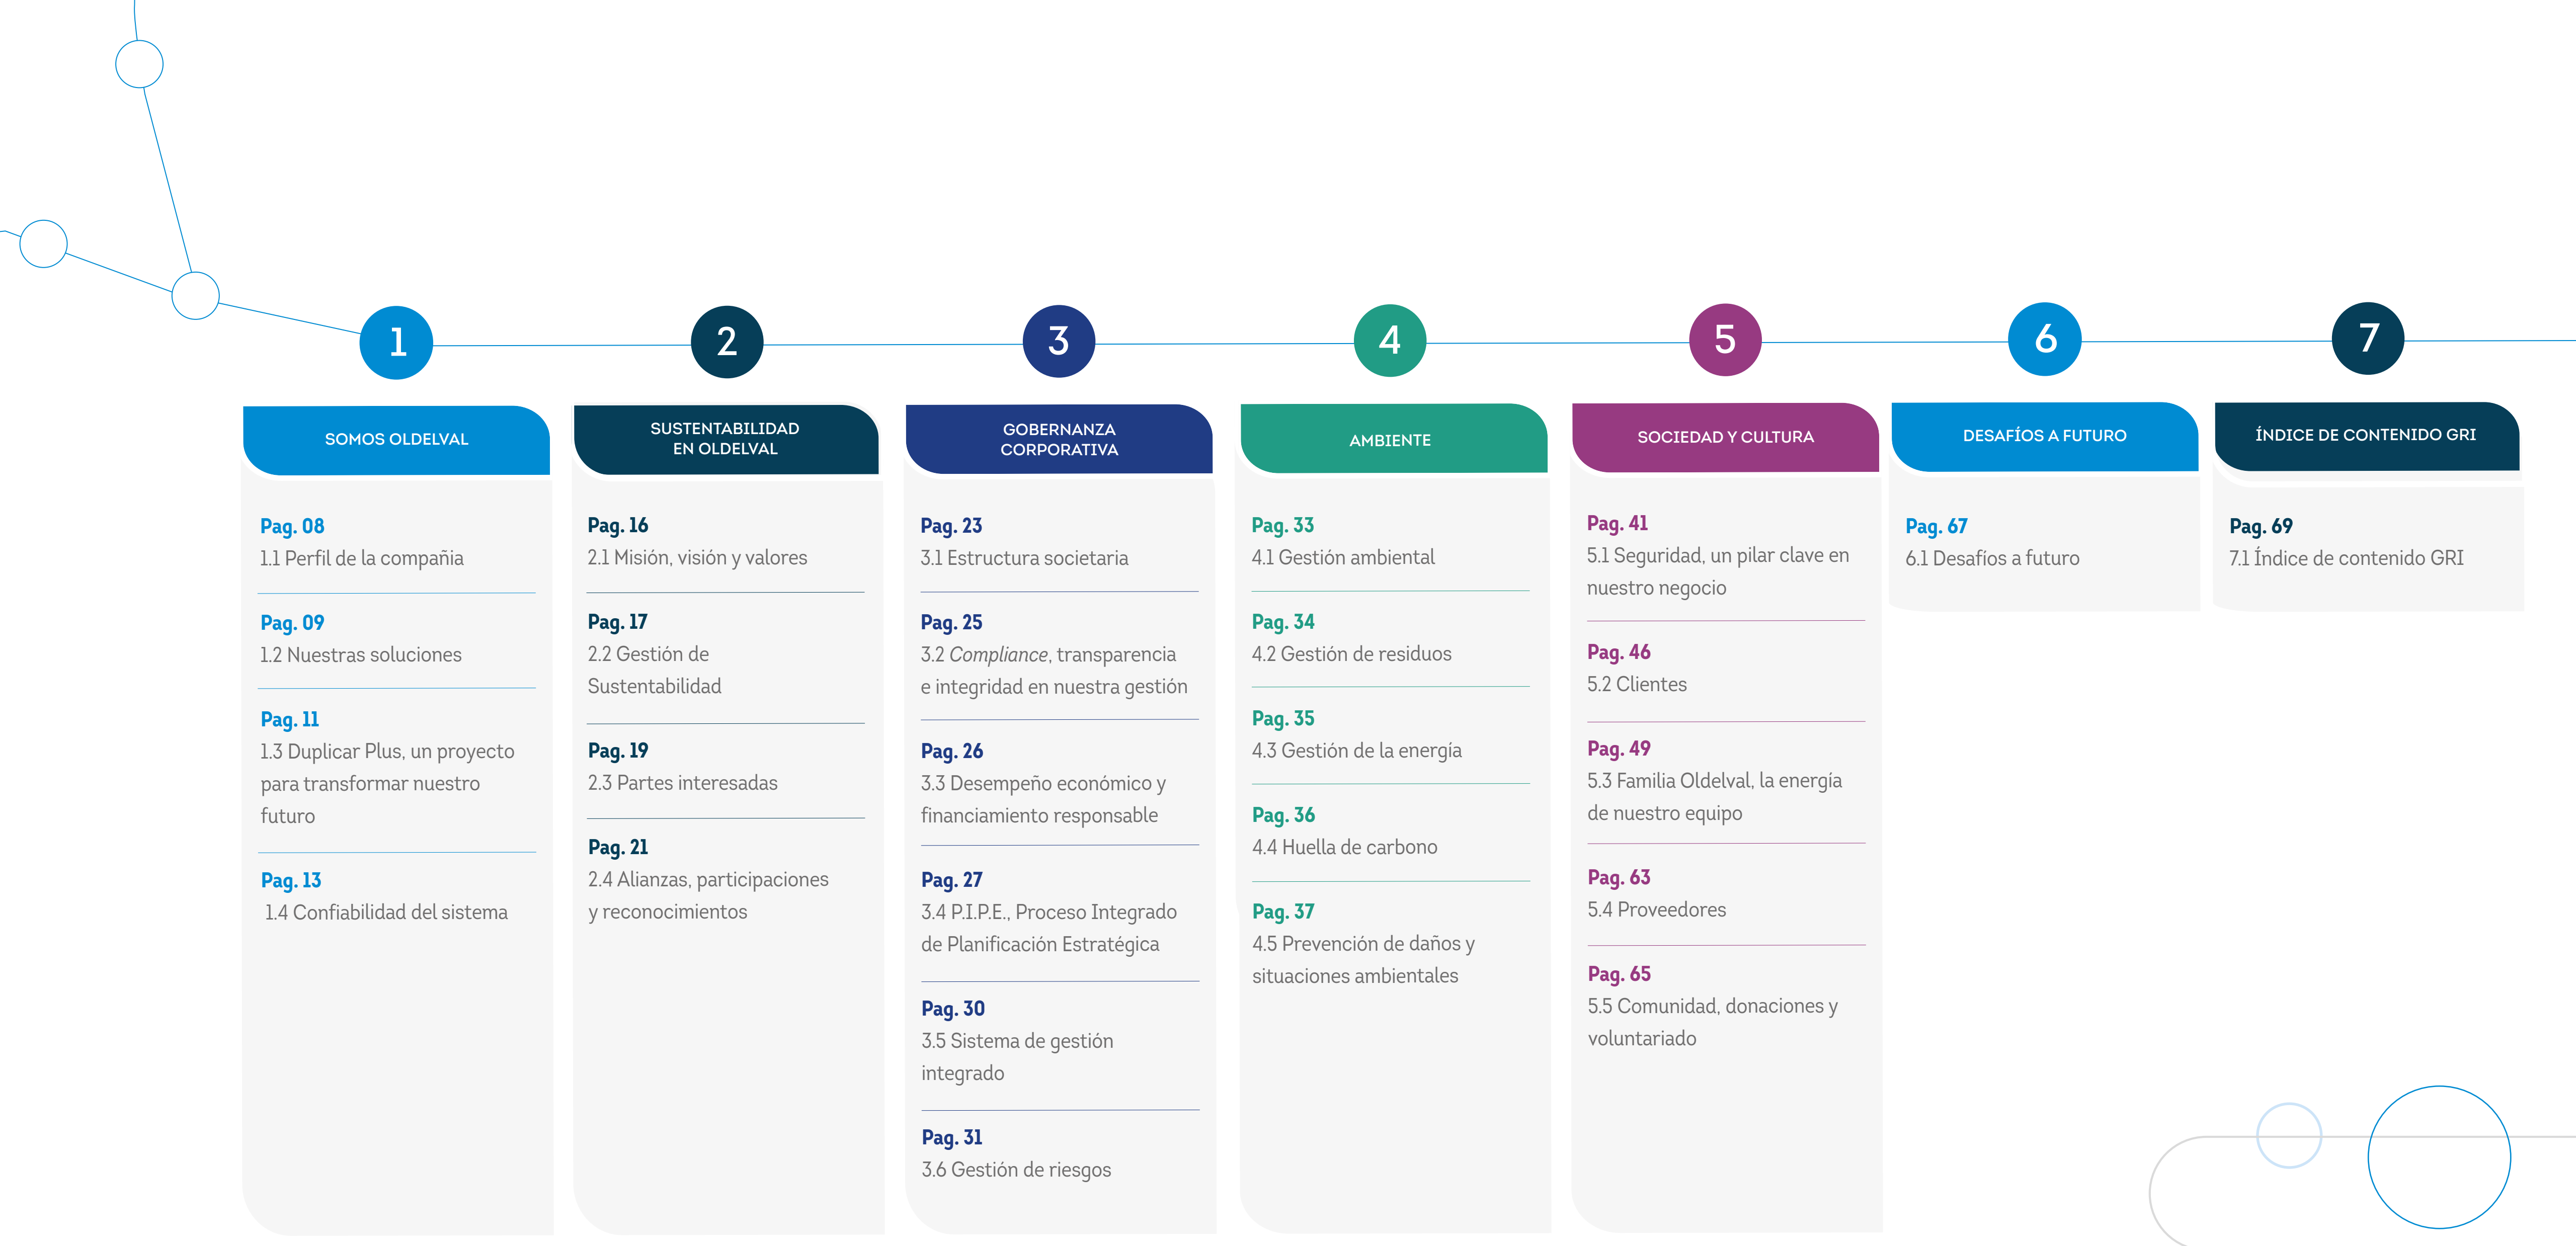 1
SOMOS OLDELVAL
Pag. 08
1.1 Perfil de la compañia
Pag. 09
1.2 Nuestras soluciones
Pag. 11
1.3 Duplicar Plus, un proyecto
para transformar nuestro
futuro
Pag. 13
1.4 Confiabilidad del sistema
2
SUSTENTABILIDAD
EN OLDELVAL
Pag. 16
2.1 Misión, visión y valores
Pag. 17
2.2 Gestión de
Sustentabilidad
Pag. 19
2.3 Partes interesadas
Pag. 21
2.4 Alianzas, participaciones
y reconocimientos
3
GOBERNANZA
CORPORATIVA
Pag. 23
3.1 Estructura societaria
Pag. 25
3.2 Compliance, transparencia
e integridad en nuestra gestión
Pag. 26
3.3 Desempeño económico y
financiamiento responsable
Pag. 27
3.4 P.I.P.E., Proceso Integrado
de Planificación Estratégica
Pag. 30
3.5 Sistema de gestión
integrado
Pag. 31
3.6 Gestión de riesgos
4
AMBIENTE
Pag. 33
4.1 Gestión ambiental
Pag. 34
4.2 Gestión de residuos
Pag. 35
4.3 Gestión de la energía
Pag. 36
4.4 Huella de carbono
Pag. 37
4.5 Prevención de daños y
situaciones ambientales
5
SOCIEDAD Y CULTURA
Pag. 41
5.1 Seguridad, un pilar clave en
nuestro negocio
Pag. 46
5.2 Clientes
Pag. 49
5.3 Familia Oldelval, la energía
de nuestro equipo
Pag. 63
5.4 Proveedores
Pag. 65
5.5 Comunidad, donaciones y
voluntariado
6
DESAFÍOS A FUTURO
Pag. 67
6.1 Desafíos a futuro
7
ÍNDICE DE CONTENIDO GRI
Pag. 69
7.1 Índice de contenido GRI